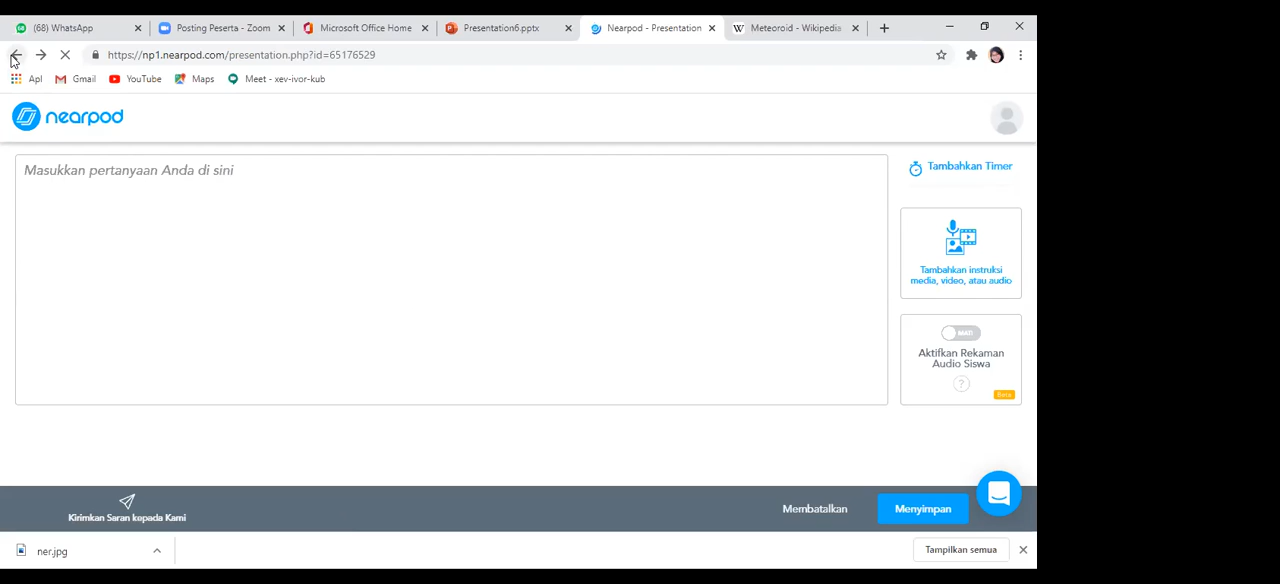 (68) WhatsApp
Posting Peserta - Zoom
Microsoft Office Home
Presentation6.pptx
Nearpod - Presentation
Meteoroid - Wikipedia
https://np1.nearpod.com/presentation.php?id=65176529
Apl
Gmail
YouTube
Maps
Meet - xev-ivor-kub
nearpod
Masukkan pertanyaan Anda di sini
Tambahkan Timer
Tambahkan instruksi
media, video, atau audio
MATI
Aktifkan Rekaman
Audio Siswa
?
Beta
Kirimkan Saran kepada Kami
Membatalkan
Menyimpan
ner.jpg
Tampilkan semua